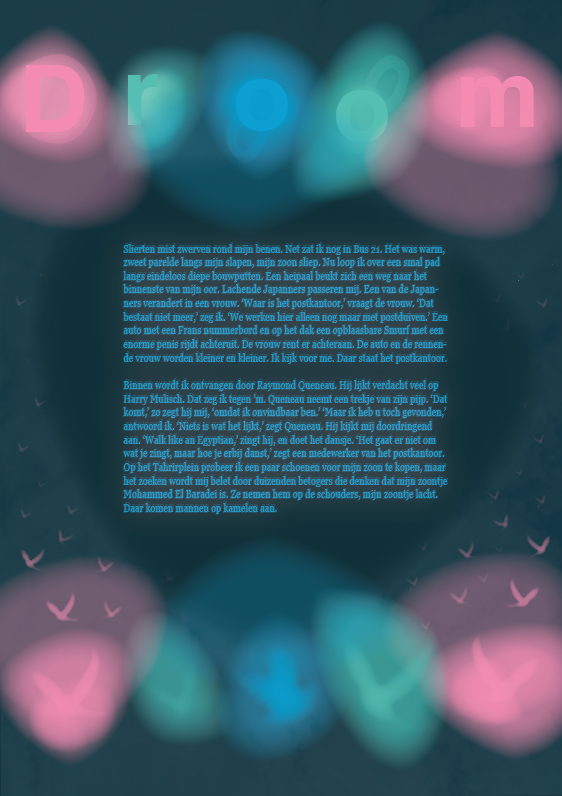 Droom
Slierten mist zwerven rond mijn benen. Net zat ik nog in Bus 21. Het was warm,
zweet parelde langs mijn slapen, mijn zoon sliep. Nu loop ik over een smal pad
langs eindeloos diepe bouwputten. Een heipaal beukt zich een weg naar het
binnenste van mijn oor. Lachende Japanners passeren mij. Een van de Japan-
ners verandert in een vrouw. ‘Waar is het postkantoor,’ vraagt de vrouw. ‘Dat
bestaat niet meer,’ zeg ik. ‘We werken hier alleen nog maar met postduiven.’ Een
auto met een Frans nummerbord en op het dak een opblaasbare Smurf met een
enorme penis rijdt achteruit. De vrouw rent er achteraan. De auto en de rennen-
de vrouw worden kleiner en kleiner. Ik kijk voor me. Daar staat het postkantoor.
Binnen wordt ik ontvangen door Raymond Queneau. Hij lijkt verdacht veel op
Harry Mulisch. Dat zeg ik tegen ’m. Queneau neemt een trekje van zijn pijp. ‘Dat
komt,’ zo zegt hij mij, ‘omdat ik onvindbaar ben.’ ‘Maar ik heb u toch gevonden,’
antwoord ik. ‘Niets is wat het lijkt,’ zegt Queneau. Hij kijkt mij doordringend
aan. ‘Walk like an Egyptian,’ zingt hij, en doet het dansje. ‘Het gaat er niet om
wat je zingt, maar hoe je erbij danst,’ zegt een medewerker van het postkantoor.
Op het Tahrirplein probeer ik een paar schoenen voor mijn zoon te kopen, maar
het zoeken wordt mij belet door duizenden betogers die denken dat mijn zoontje
Mohammed El Baradei is. Ze nemen hem op de schouders, mijn zoontje lacht.
Daar komen mannen op kamelen aan.